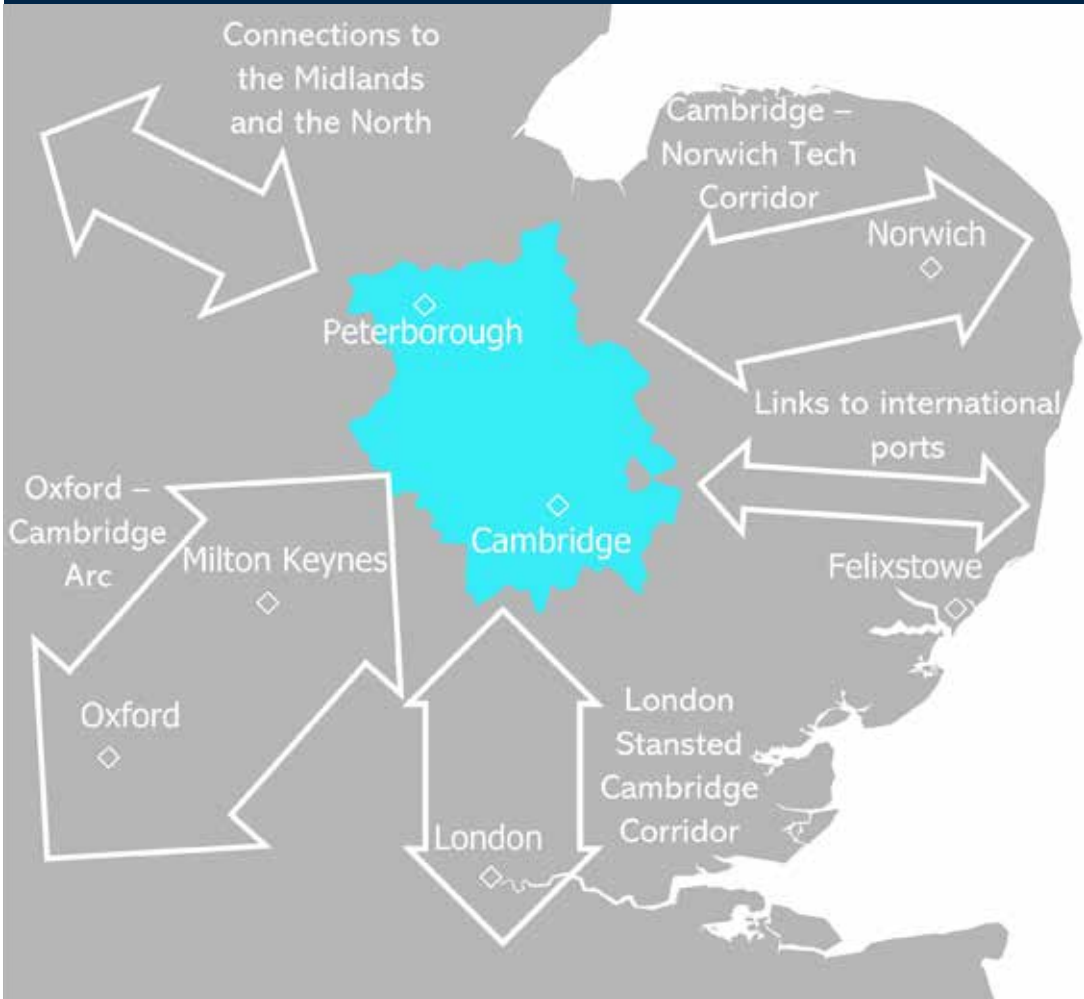 Connections to
the Midlands
and the North
Cambridge –
Norwich Tech
Corridor
Norwich
Peterborough
Links to international
ports
Oxford –
Cambridge
Arc
Milton Keynes
Cambridge
Felixstowe
Oxford
London
Stansted
Cambridge
Corridor
London